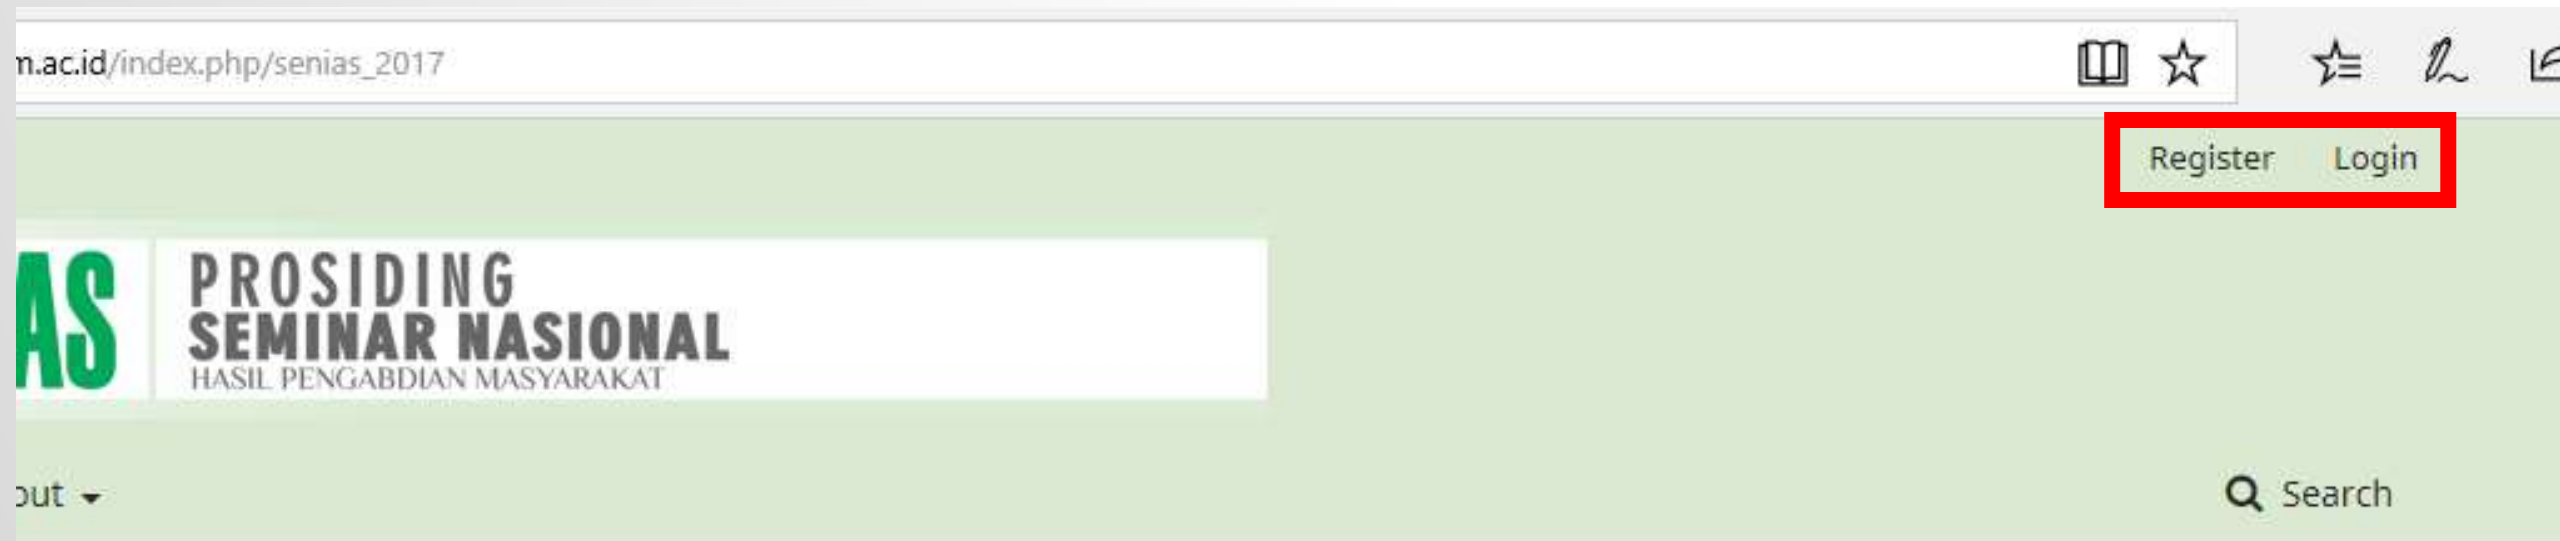 m.ac.id/index.php/senias_2017
Register Login
AS
PROSIDING
SEMINAR NASIONAL
HASIL PENGABDIAN MASYARAKAT
out
Search